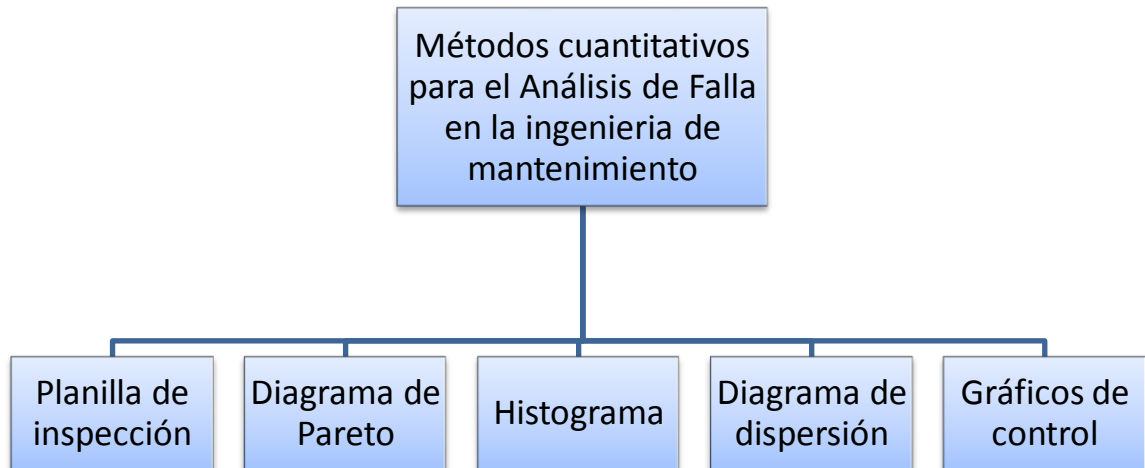 Métodos cuantitativos
para el Análisis de Falla
en la ingenieria de
mantenimiento
Planilla de
inspección
Diagrama de
Pareto
Histograma
Diagrama de
dispersión
Gráficos de
control